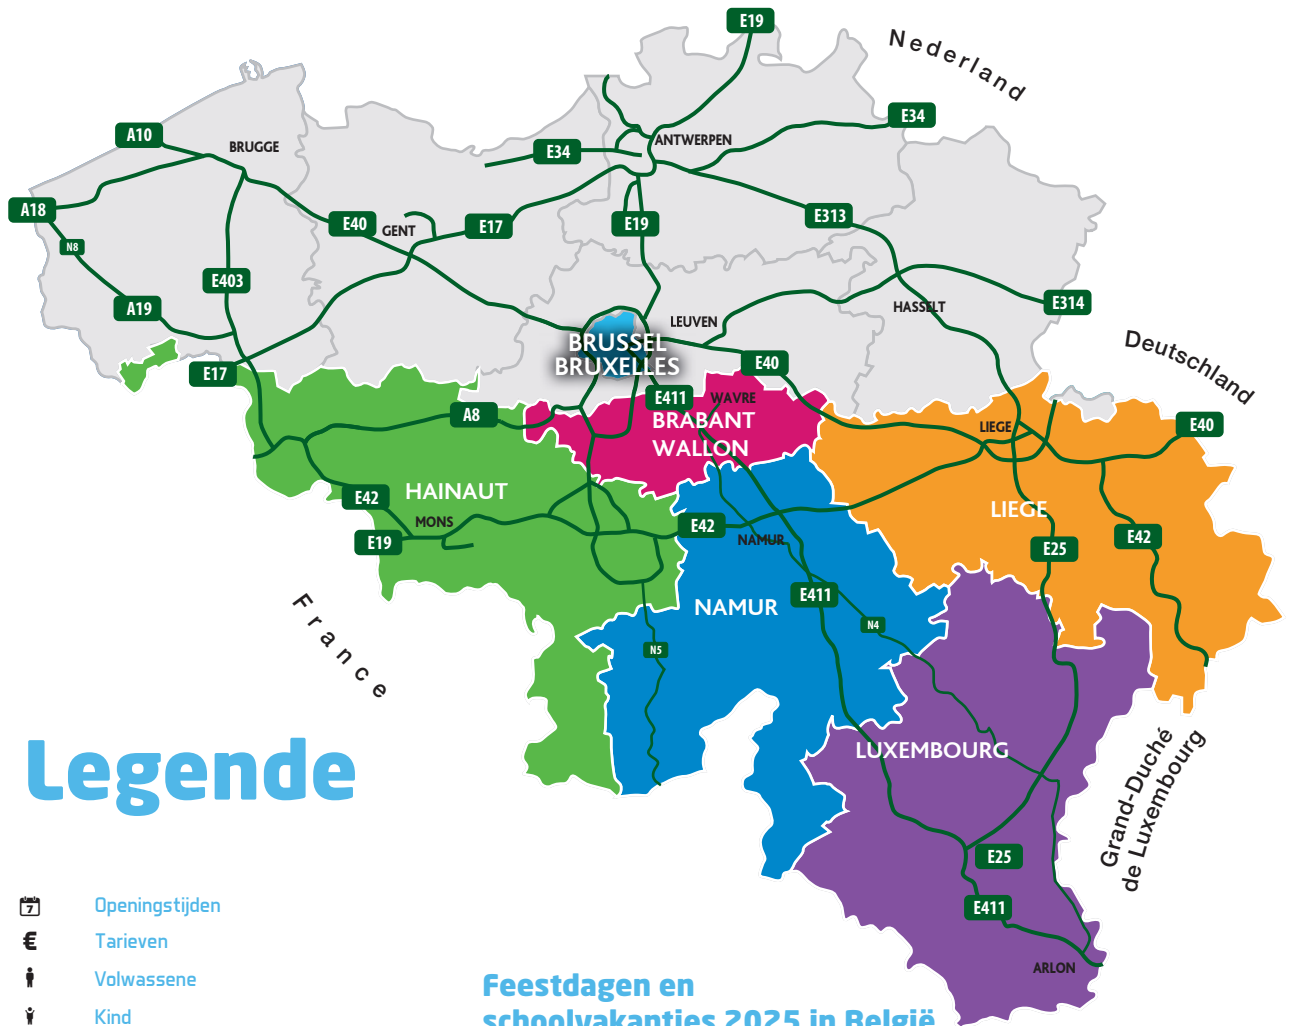 E19
Nederland
A10
BRUGGE
E34
ANTWERPEN
E34
A18
N8
E40
GENT
E17
E19
E313
E403
A19
HASSELT
E314
LEUVEN
BRUSSEL
BRUXELLES
E17
E40
Deutschland
E411
WAVRE
A8
BRABANT
WALLON
LIEGE
E40
HAINAUT
E42
MONS
E19
E42
NAMUR
LIEGE
E25
E42
France
NAMUR
E411
N4
N5
LUXEMBOURG
Grand-Duché
de Luxembourg
E25
E411
ARLON
Legende
7
Openingstijden
€
Tarieven
Volwassene
Kind
Feestdagen en
schoolvakanties 2025 in België